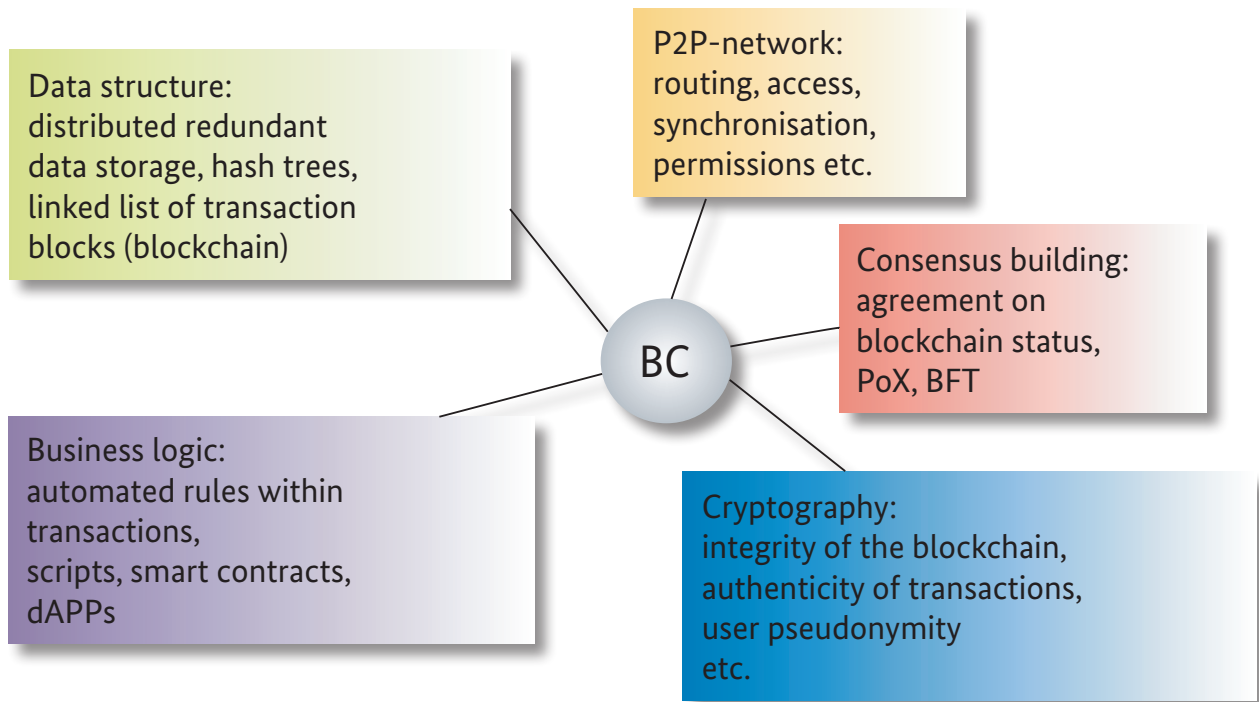 Data structure:
distributed redundant
data storage, hash trees,
linked list of transaction
blocks (blockchain)
P2P-network:
routing, access,
synchronisation,
permissions etc.
Consensus building:
agreement on
blockchain status,
PoX, BFT
BC
Business logic:
automated rules within
transactions,
scripts, smart contracts,
dAPPs
Cryptography:
integrity of the blockchain,
authenticity of transactions,
user pseudonymity
etc.